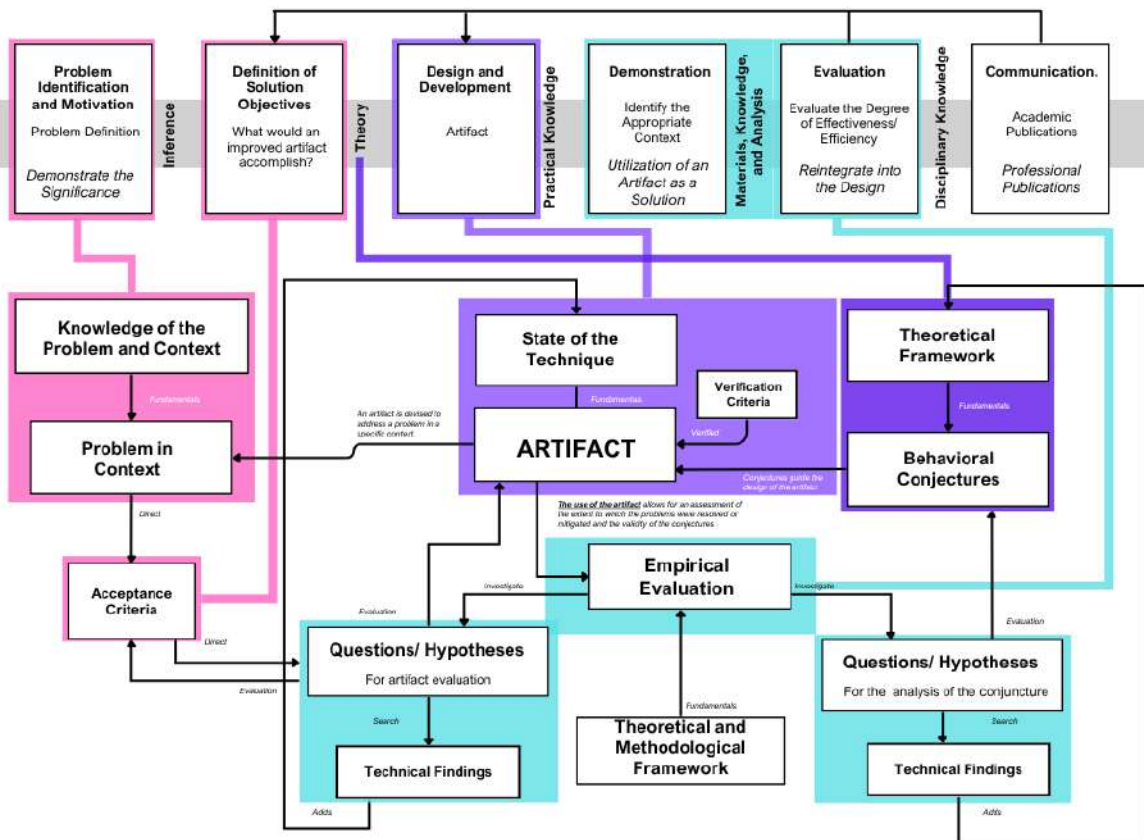 Problem
Identification
and Motivation
Problem Definition
Demonstrate the
Significance
Inference
Definition of
Solution
Objectives
What would an
improved artifact
accomplish?
Theory
Design and
Development
Artifact
Practical Knowledge
Demonstration
Identify the
Appropriate
Context
Utilization of an
Artifact as a
Solution
Materials, Knowledge,
and Analysis
Evaluation
Evaluate the Degree
of Effectiveness/
Efficiency
Reintegrate into
the Design
Disciplinary Knowledge
Communication.
Academic
Publications
Professional
Publications
Knowledge of the
Problem and Context
Fundamentals
Problem in
Context
Direct
Acceptance
Criteria
Direct
Evaluation
An artifact is devised to
address a problem in a
specific context
State of the
Technique
Fundamentals
Verification
Criteria
Verified
ARTIFACT
Theoretical
Framework
Fundamentals
Behavioral
Conjectures
Conjectures guide the
design of the artifact
The use of the artifact allows for an assessment of
the extent to which the problems were resolved or
mitigated and the validity of the conjectures
Empirical
Evaluation
Investigate
Investigate
Evaluation
Evaluation
Questions/ Hypotheses
For artifact evaluation
Search
Technical Findings
Adds
Fundamentals
Theoretical and
Methodological
Framework
Questions/ Hypotheses
For the analysis of the conjuncture
Search
Technical Findings
Adds